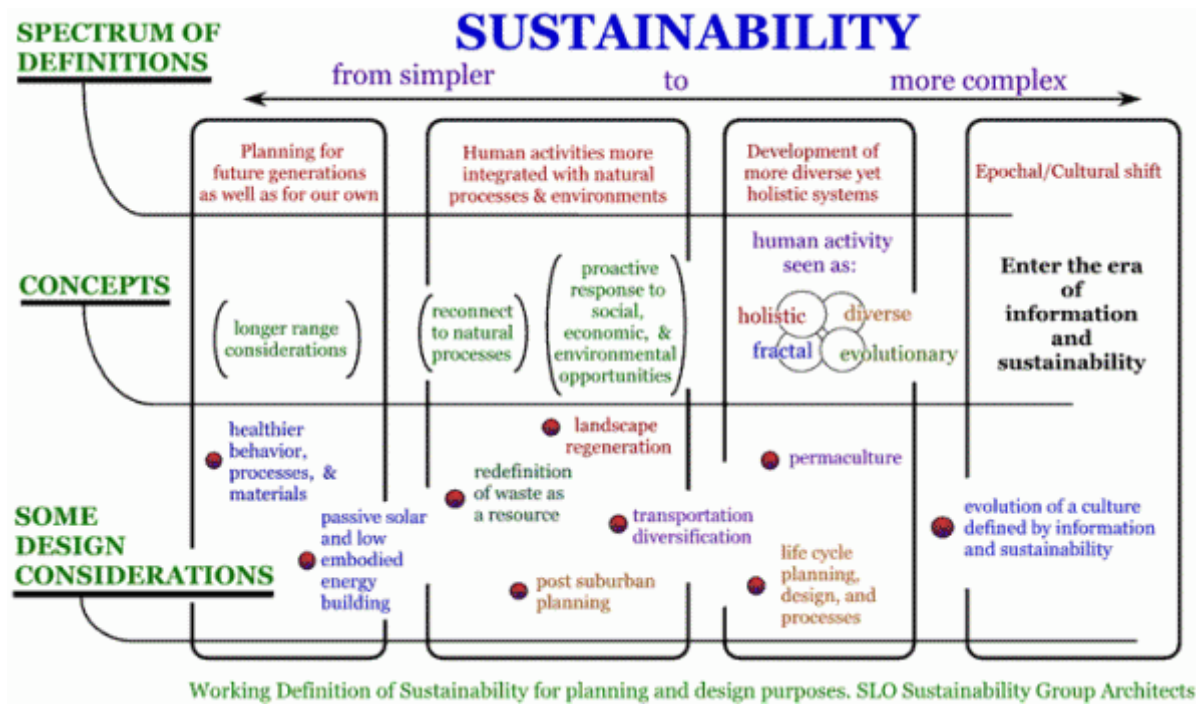 SUSTAINABILITY
SPECTRUM OF
DEFINITIONS
from simpler to more complex
Planning for
future generations
as well as for our own
Human activities more
integrated with natural
processes & environments
Development of
more diverse yet
holistic systems
Epochal/Cultural shift
CONCEPTS
longer range
considerations
reconnect
to natural
processes
proactive
response to
social,
economic, &
environmental
opportunities
human activity
seen as:
holistic
diverse
fractal
evolutionary
Enter the era
of
information
and
sustainability
SOME
DESIGN
CONSIDERATIONS
healthier
behavior,
processes, &
materials
passive solar
and low
embodied
energy
building
landscape
regeneration
redefinition
of waste as
a resource
transportation
diversification
post suburban
planning
permaculture
life cycle
planning,
design, and
processes
evolution of a culture
defined by information
and sustainability
Working Definition of Sustainability for planning and design purposes. SLO Sustainability Group Architects